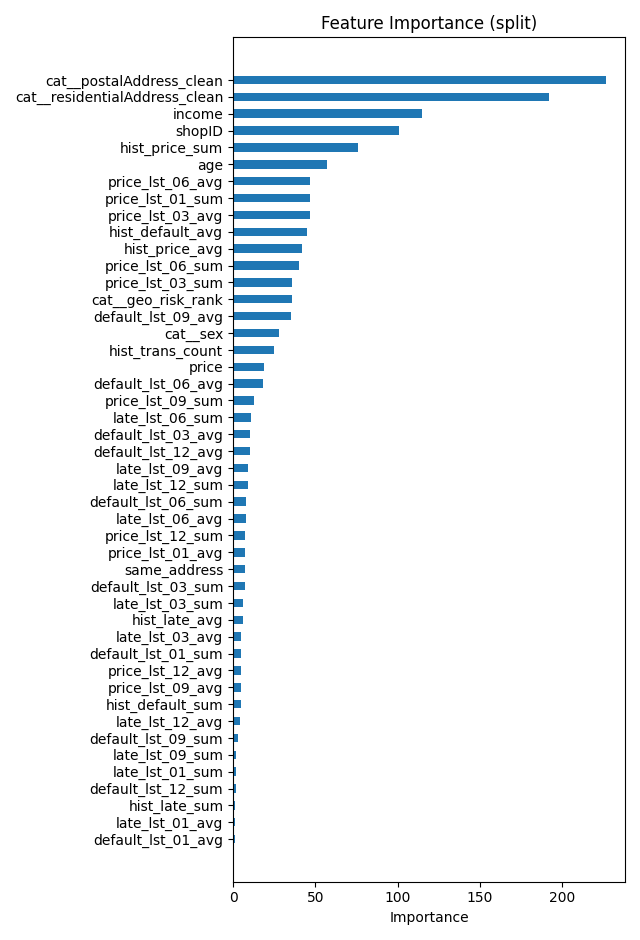 Feature Importance (split)
cat__postalAddress_clean
cat__residentialAddress_clean
income
shopID
hist_price_sum
age
price_lst_06_avg
price_lst_01_sum
price_lst_03_avg
hist_default_avg
hist_price_avg
price_lst_06_sum
price_lst_03_sum
cat__geo_risk_rank
default_lst_09_avg
cat__sex
hist_trans_count
price
default_lst_06_avg
price_lst_09_sum
late_lst_06_sum
default_lst_03_avg
default_lst_12_avg
late_lst_09_avg
late_lst_12_sum
default_lst_06_sum
late_lst_06_avg
price_lst_12_sum
price_lst_01_avg
same_address
default_lst_03_sum
late_lst_03_sum
hist_late_avg
late_lst_03_avg
default_lst_01_sum
price_lst_12_avg
price_lst_09_avg
hist_default_sum
late_lst_12_avg
default_lst_09_sum
late_lst_09_sum
late_lst_01_sum
default_lst_12_sum
hist_late_sum
late_lst_01_avg
default_lst_01_avg
0 50 100 150 200
Importance